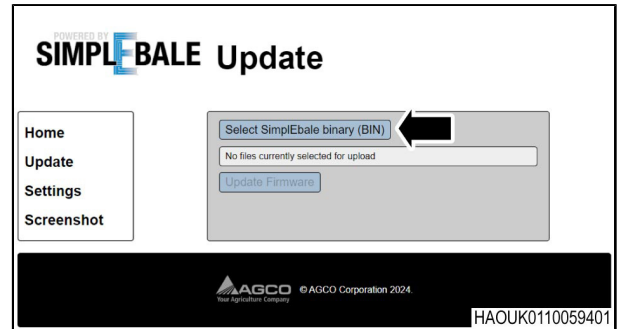 POWERED BY
SIMPLEBALE Update
Home
Update
Settings
Screenshot
Select SimplEbale binary (BIN)
No files currently selected for upload
Update Firmware
AGCO
Your Agriculture Company
© AGCO Corporation 2024.
HAOUK0110059401